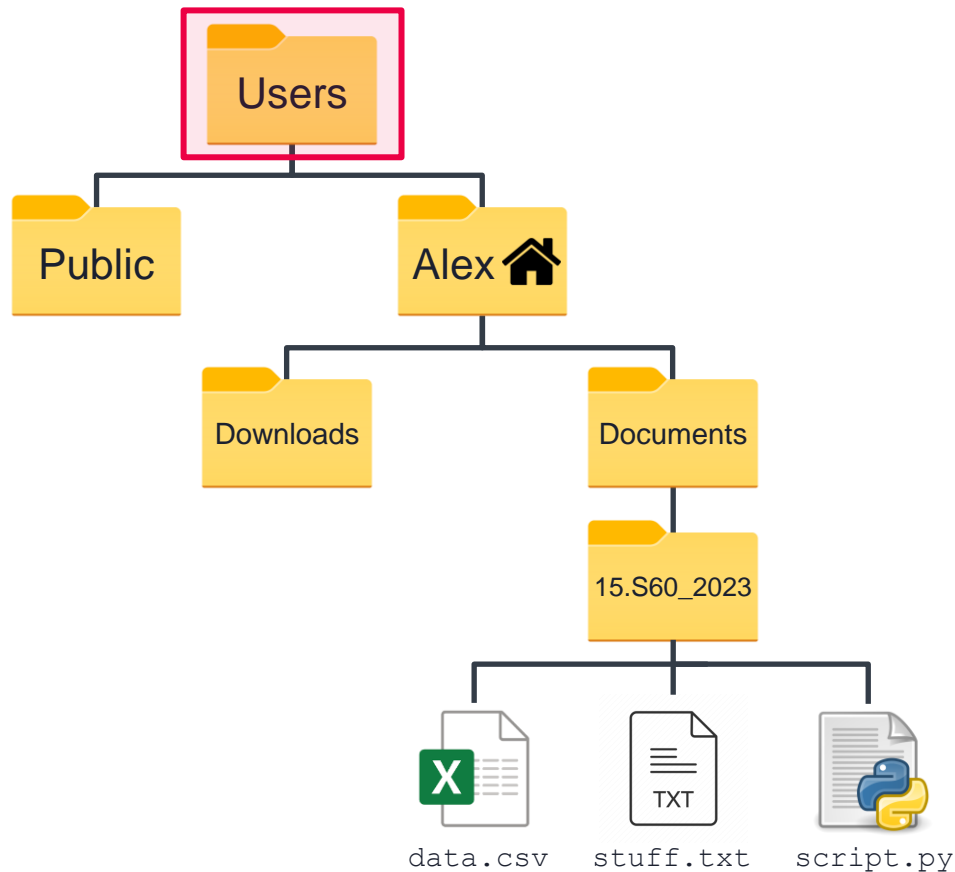 Users
Public
Alex
Downloads
Documents
15.S60_2023
X
TXT
data.csv
stuff.txt
script.py